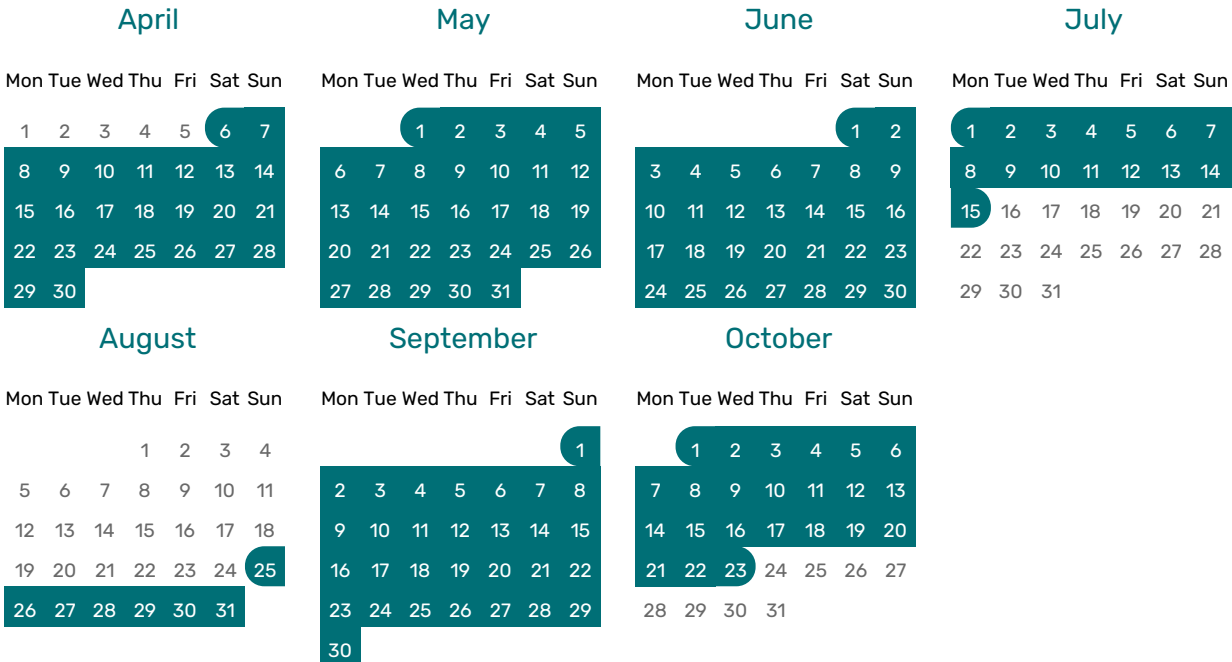 April
Mon Tue Wed Thu Fri Sat Sun
1 2 3 4 5 6 7
8 9 10 11 12 13 14
15 16 17 18 19 20 21
22 23 24 25 26 27 28
29 30
May
Mon Tue Wed Thu Fri Sat Sun
1 2 3 4 5
6 7 8 9 10 11 12
13 14 15 16 17 18 19
20 21 22 23 24 25 26
27 28 29 30 31
June
Mon Tue Wed Thu Fri Sat Sun
1 2
3 4 5 6 7 8 9
10 11 12 13 14 15 16
17 18 19 20 21 22 23
24 25 26 27 28 29 30
July
Mon Tue Wed Thu Fri Sat Sun
1 2 3 4 5 6 7
8 9 10 11 12 13 14
15 16 17 18 19 20 21
22 23 24 25 26 27 28
29 30 31
August
Mon Tue Wed Thu Fri Sat Sun
1 2 3 4
5 6 7 8 9 10 11
12 13 14 15 16 17 18
19 20 21 22 23 24 25
26 27 28 29 30 31
September
Mon Tue Wed Thu Fri Sat Sun
1
2 3 4 5 6 7 8
9 10 11 12 13 14 15
16 17 18 19 20 21 22
23 24 25 26 27 28 29
30
October
Mon Tue Wed Thu Fri Sat Sun
1 2 3 4 5 6
7 8 9 10 11 12 13
14 15 16 17 18 19 20
21 22 23 24 25 26 27
28 29 30 31